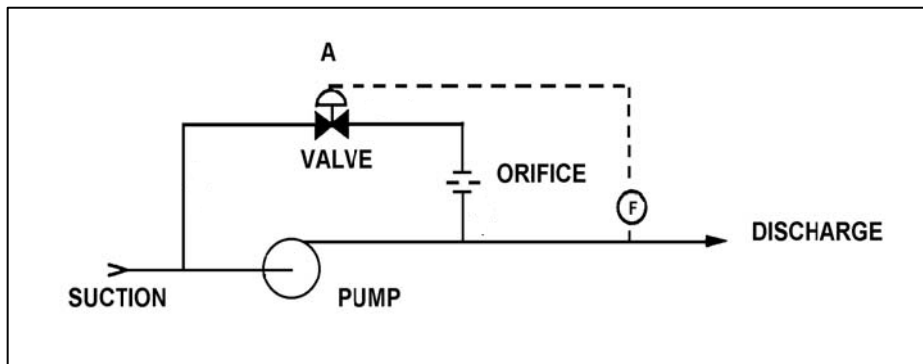 A
VALVE
ORIFICE
F
DISCHARGE
SUCTION
PUMP